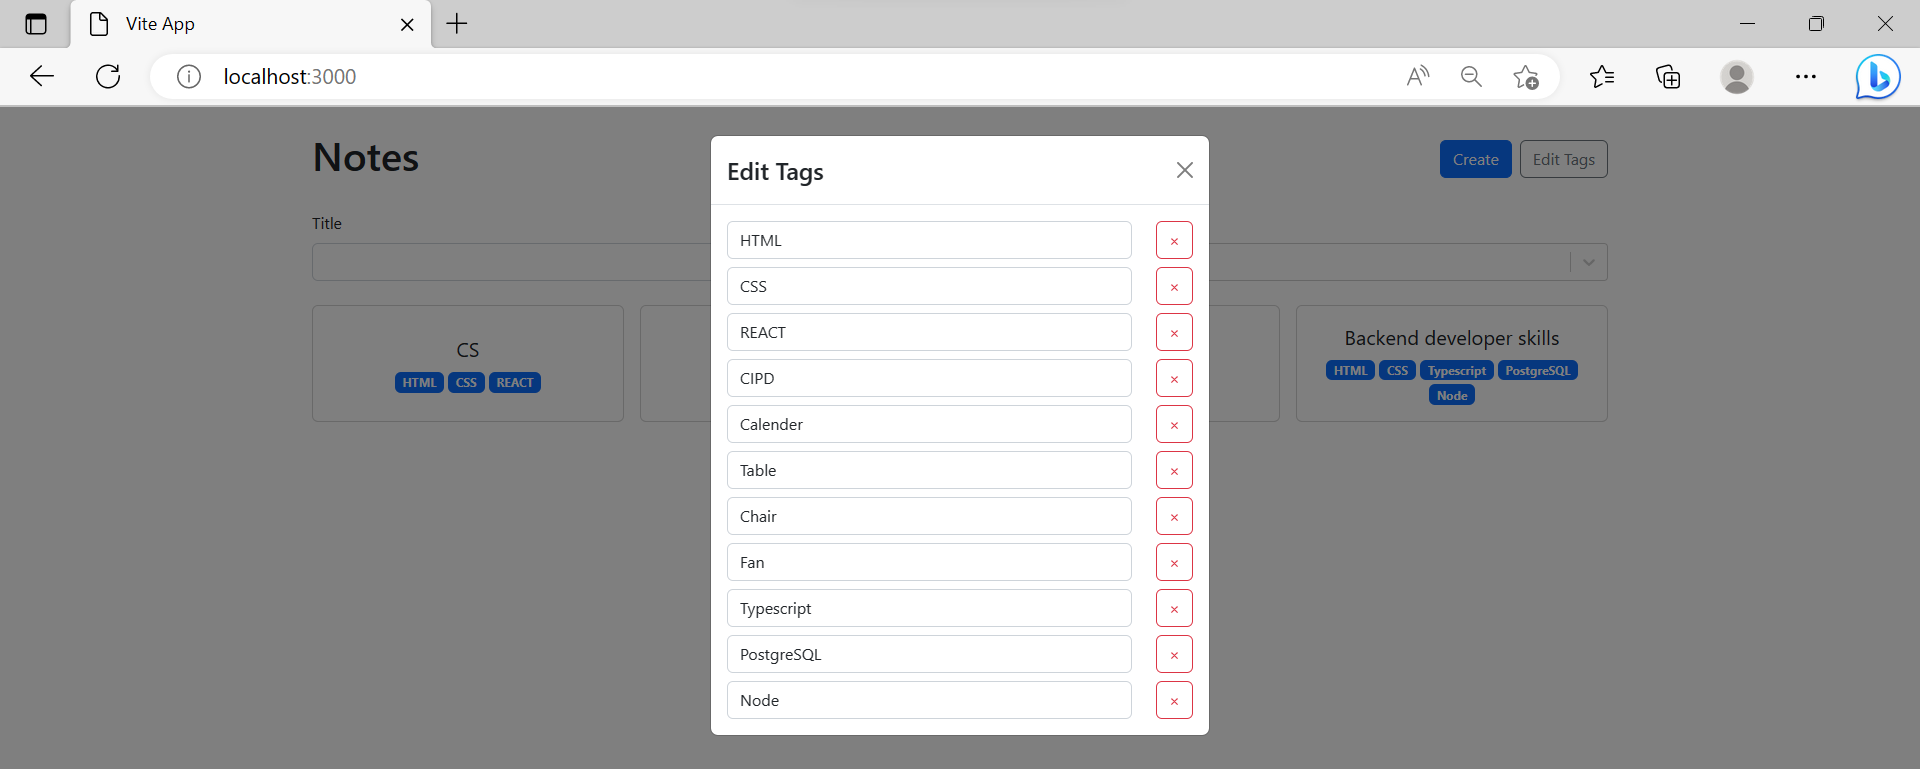 Vite App
localhost:3000
Notes
Create
Edit Tags
Title
CS
HTML CSS REACT
Backend developer skills
HTML CSS Typescript PostgreSQL
Node
Edit Tags
HTML
CSS
REACT
CIPD
Calender
Table
Chair
Fan
Typescript
PostgreSQL
Node